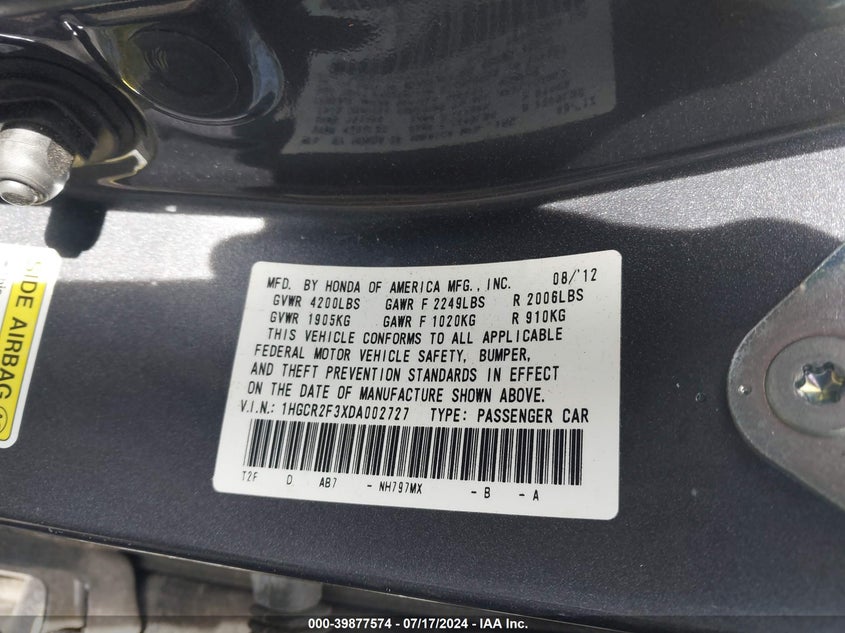 MFD. BY HONDA OF AMERICA MFG., INC. 08/'12
GVWR 4200LBS GAWR F 2249LBS R 2006LBS
GVWR 1905KG GAWR F 1020KG R 910KG
THIS VEHICLE CONFORMS TO ALL APPLICABLE
FEDERAL MOTOR VEHICLE SAFETY, BUMPER,
AND THEFT PREVENTION STANDARDS IN EFFECT
ON THE DATE OF MANUFACTURE SHOWN ABOVE.
V.I.N.: 1HGCR2F3XDA002727 TYPE: PASSENGER CAR
T2F D AB7 - NH797MX - B - A
SIDE AIRBAG
000-39877574 - 07/17/2024 - IAA Inc.